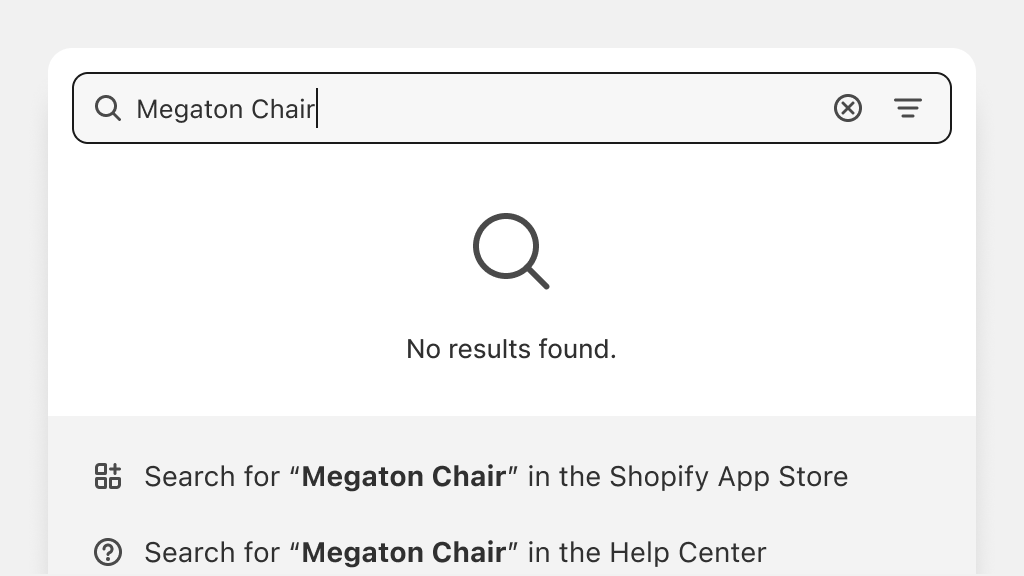 Megaton Chair
No results found.
Search for “Megaton Chair” in the Shopify App Store
Search for “Megaton Chair” in the Help Center